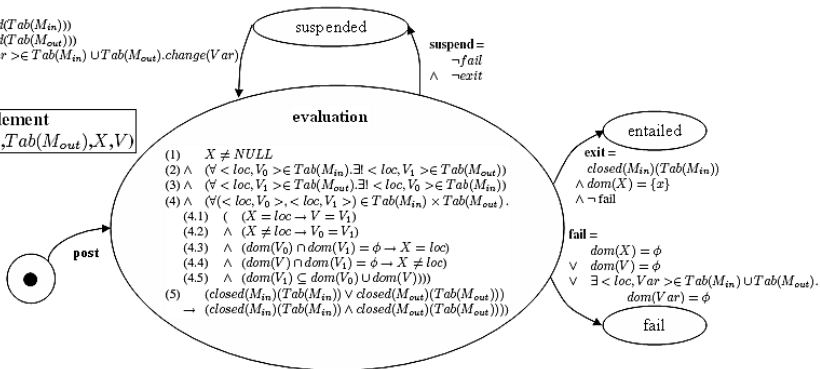 suspended
d(Tab(M_in)))
d(Tab(M_out)))
r >∈ Tab(M_in) ∪ Tab(M_out).change(Var)
suspend =
¬fail
∧ ¬exit
lement
,Tab(M_out),X,V)
evaluation
(1) X ≠ NULL
(2) ∧ (∀ < loc, V_0 >∈ Tab(M_in).∃! < loc, V_1 >∈ Tab(M_out))
(3) ∧ (∀ < loc, V_1 >∈ Tab(M_out).∃! < loc, V_0 >∈ Tab(M_in))
(4) ∧ (∀(< loc, V_0 >, < loc, V_1 >) ∈ Tab(M_in) × Tab(M_out).
(4.1) ( (X = loc → V = V_1)
(4.2) ∧ (X ≠ loc → V_0 = V_1)
(4.3) ∧ (dom(V_0) ∩ dom(V_1) = ϕ → X = loc)
(4.4) ∧ (dom(V) ∩ dom(V_1) = ϕ → X ≠ loc)
(4.5) ∧ (dom(V_1) ⊆ dom(V_0) ∪ dom(V))))
(5) (closed(M_in)(Tab(M_in)) ∨ closed(M_out)(Tab(M_out)))
→ (closed(M_in)(Tab(M_in)) ∧ closed(M_out)(Tab(M_out))))
post
entailed
exit =
closed(M_in)(Tab(M_in))
∧ dom(X) = {x}
∧ ¬ fail
fail =
dom(X) = ϕ
∨ dom(V) = ϕ
∨ ∃ < loc, Var >∈ Tab(M_in) ∪ Tab(M_out).
dom(Var) = ϕ
fail